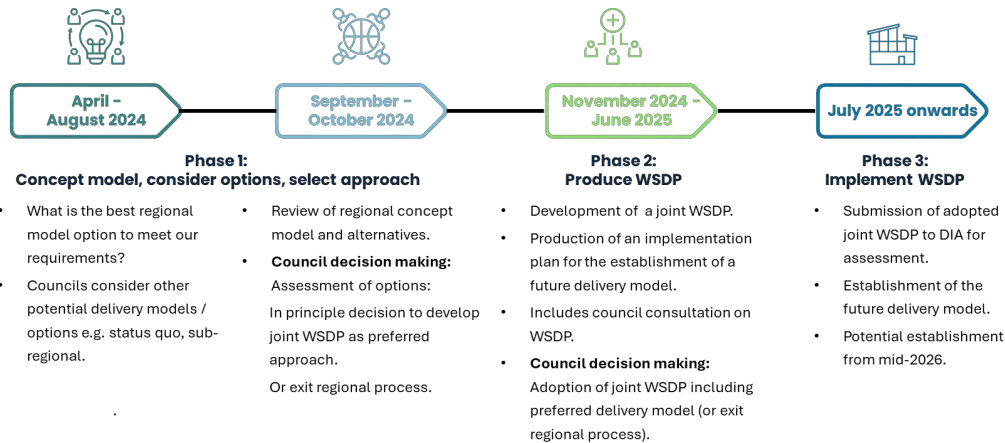 April –
August 2024
September –
October 2024
November 2024 –
June 2025
July 2025 onwards
Phase 1:
Concept model, consider options, select approach
• What is the best regional
model option to meet our
requirements?
• Councils consider other
potential delivery models /
options e.g. status quo, sub-
regional.
.
• Review of regional concept
model and alternatives.
• Council decision making:
Assessment of options:
In principle decision to develop
joint WSDP as preferred
approach.
Or exit regional process.
Phase 2:
Produce WSDP
• Development of a joint WSDP.
• Production of an implementation
plan for the establishment of a
future delivery model.
• Includes council consultation on
WSDP.
• Council decision making:
Adoption of joint WSDP including
preferred delivery model (or exit
regional process).
Phase 3:
Implement WSDP
• Submission of adopted
joint WSDP to DIA for
assessment.
• Establishment of the
future delivery model.
• Potential establishment
from mid-2026.